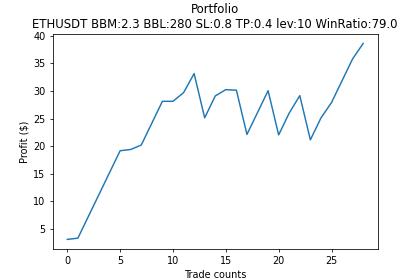 Portfolio
ETHUSDT BBM:2.3 BBL:280 SL:0.8 TP:0.4 lev:10 WinRatio:79.0
40
35
30
25
20
15
10
5
Profit ($)
0 5 10 15 20 25
Trade counts